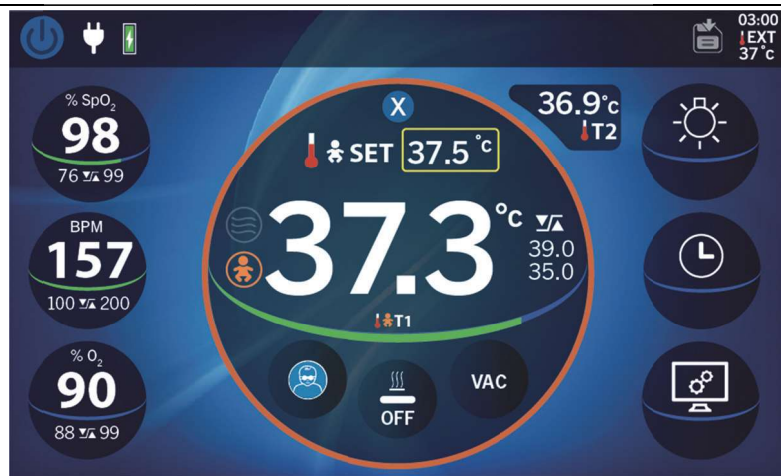 03:00
EXT
37 °c
% SpO₂
98
76 99
BPM
157
100 200
% O₂
90
88 99
X
SET 37.5 °c
37.3 °c
39.0
35.0
T1
OFF
VAC
36.9°c
T2